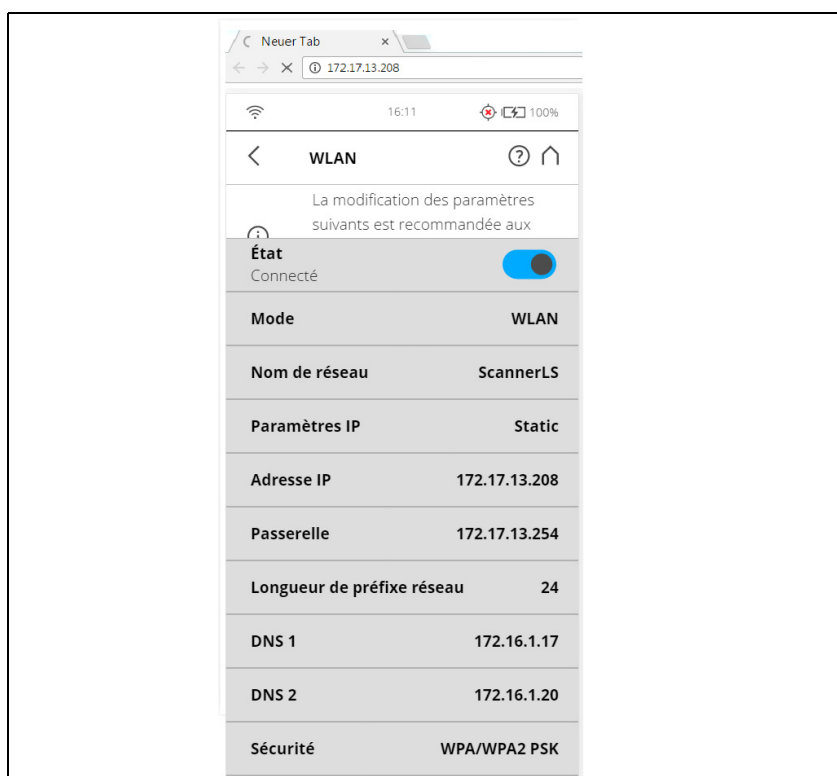 Neuer Tab
172.17.13.208
16:11 100%
WLAN
La modification des paramètres
suivants est recommandée aux
État
Connecté
Mode WLAN
Nom de réseau ScannerLS
Paramètres IP Static
Adresse IP 172.17.13.208
Passerelle 172.17.13.254
Longueur de préfixe réseau 24
DNS 1 172.16.1.17
DNS 2 172.16.1.20
Sécurité WPA/WPA2 PSK